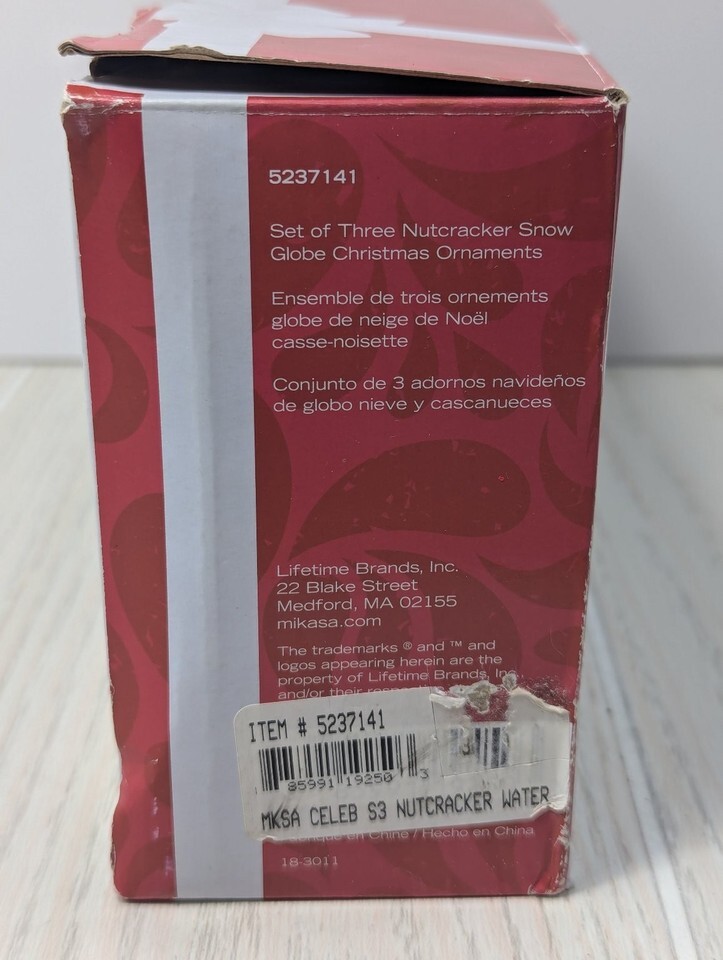 5237141
Set of Three Nutcracker Snow
Globe Christmas Ornaments
Ensemble de trois ornements
globe de neige de Noël
casse-noisette
Conjunto de 3 adornos navideños
de globo nieve y cascanueces
Lifetime Brands, Inc.
22 Blake Street
Medford, MA 02155
mikasa.com
The trademarks ® and ™ and
logos appearing herein are the
property of Lifetime Brands, Inc.
and/or their
ITEM # 5237141
85991 19250 3
MKSA CELEB S3 NUTCRACKER WATER
en Chine / Hecho en China
18-3011